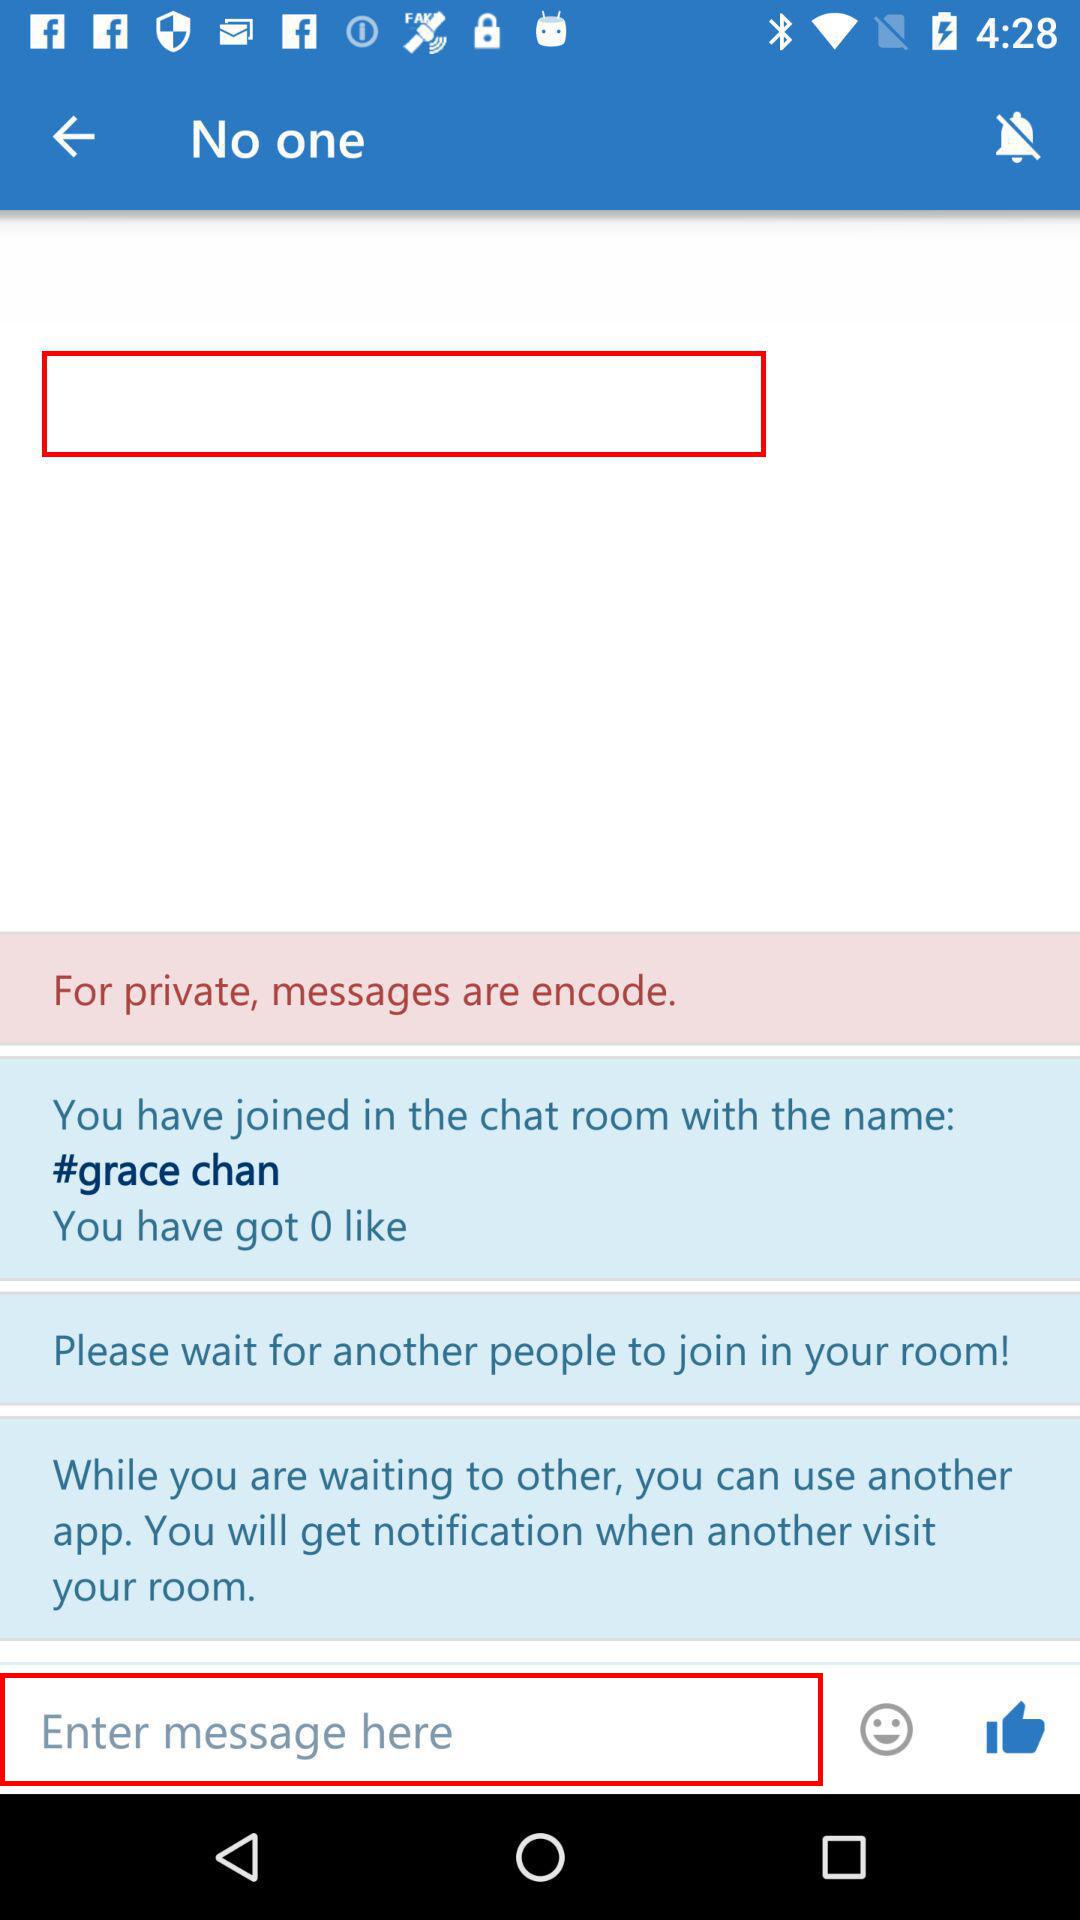 FAKE
4:28
No one
For private, messages are encode.
You have joined in the chat room with the name:
#grace chan
You have got 0 like
Please wait for another people to join in your room!
While you are waiting to other, you can use another
app. You will get notification when another visit
your room.
Enter message here